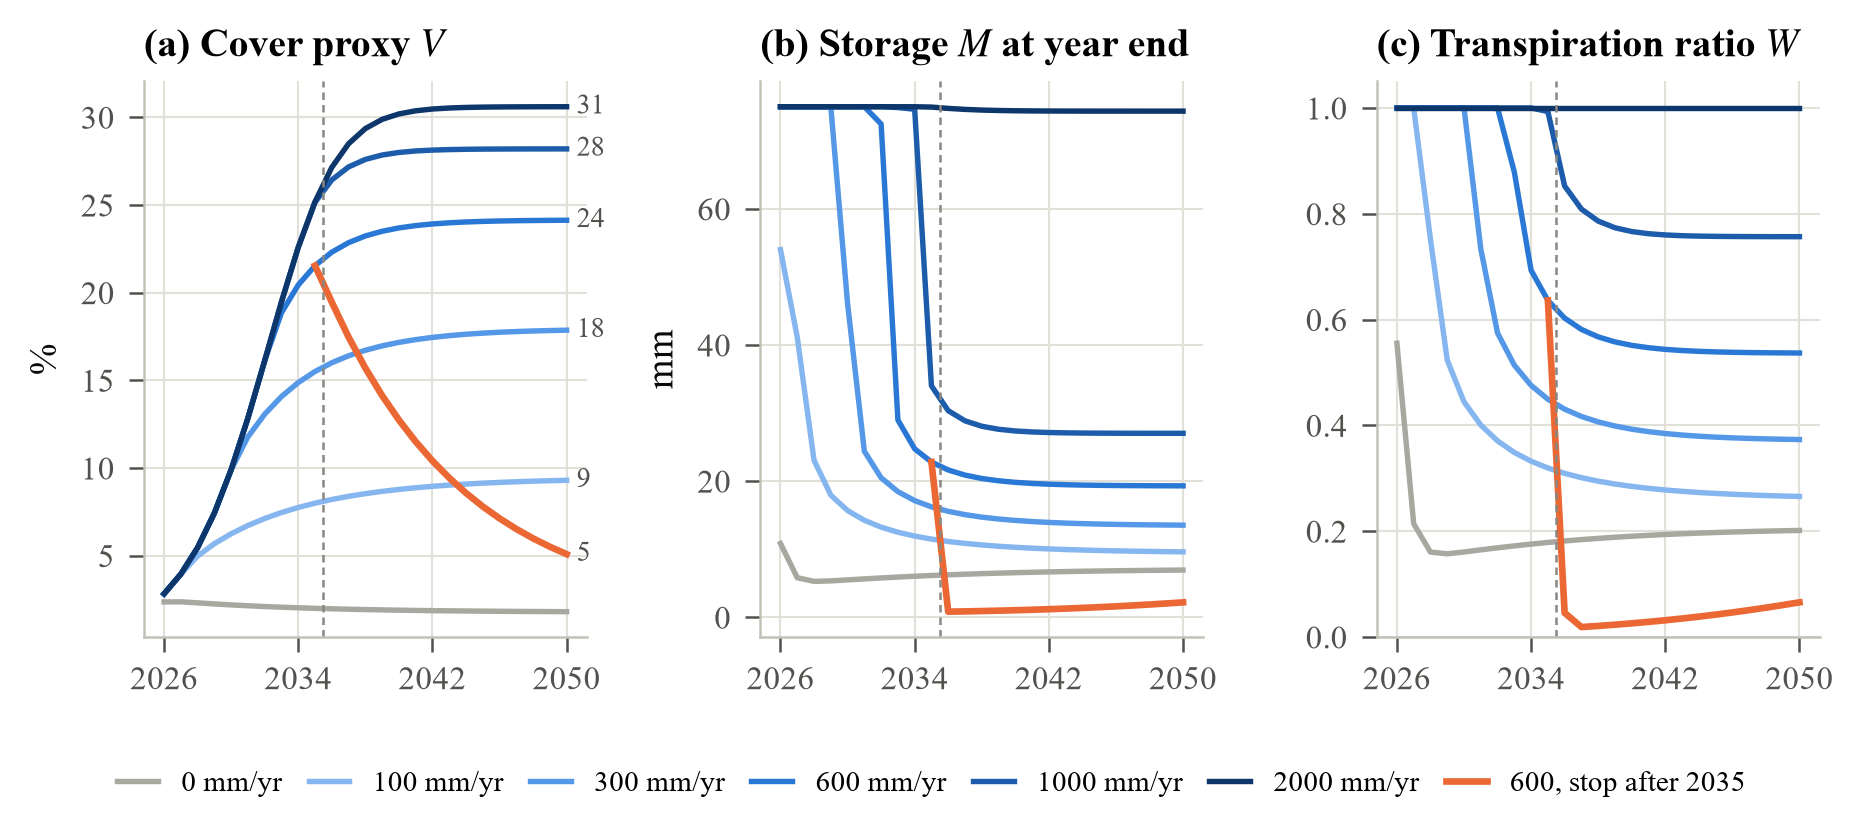 (a) Cover proxy V
%
30
25
20
15
10
5
31
28
24
18
9
5
2026 2034 2042 2050
(b) Storage M at year end
mm
60
40
20
0
2026 2034 2042 2050
(c) Transpiration ratio W
1.0
0.8
0.6
0.4
0.2
0.0
2026 2034 2042 2050
0 mm/yr 100 mm/yr 300 mm/yr 600 mm/yr 1000 mm/yr 2000 mm/yr 600, stop after 2035